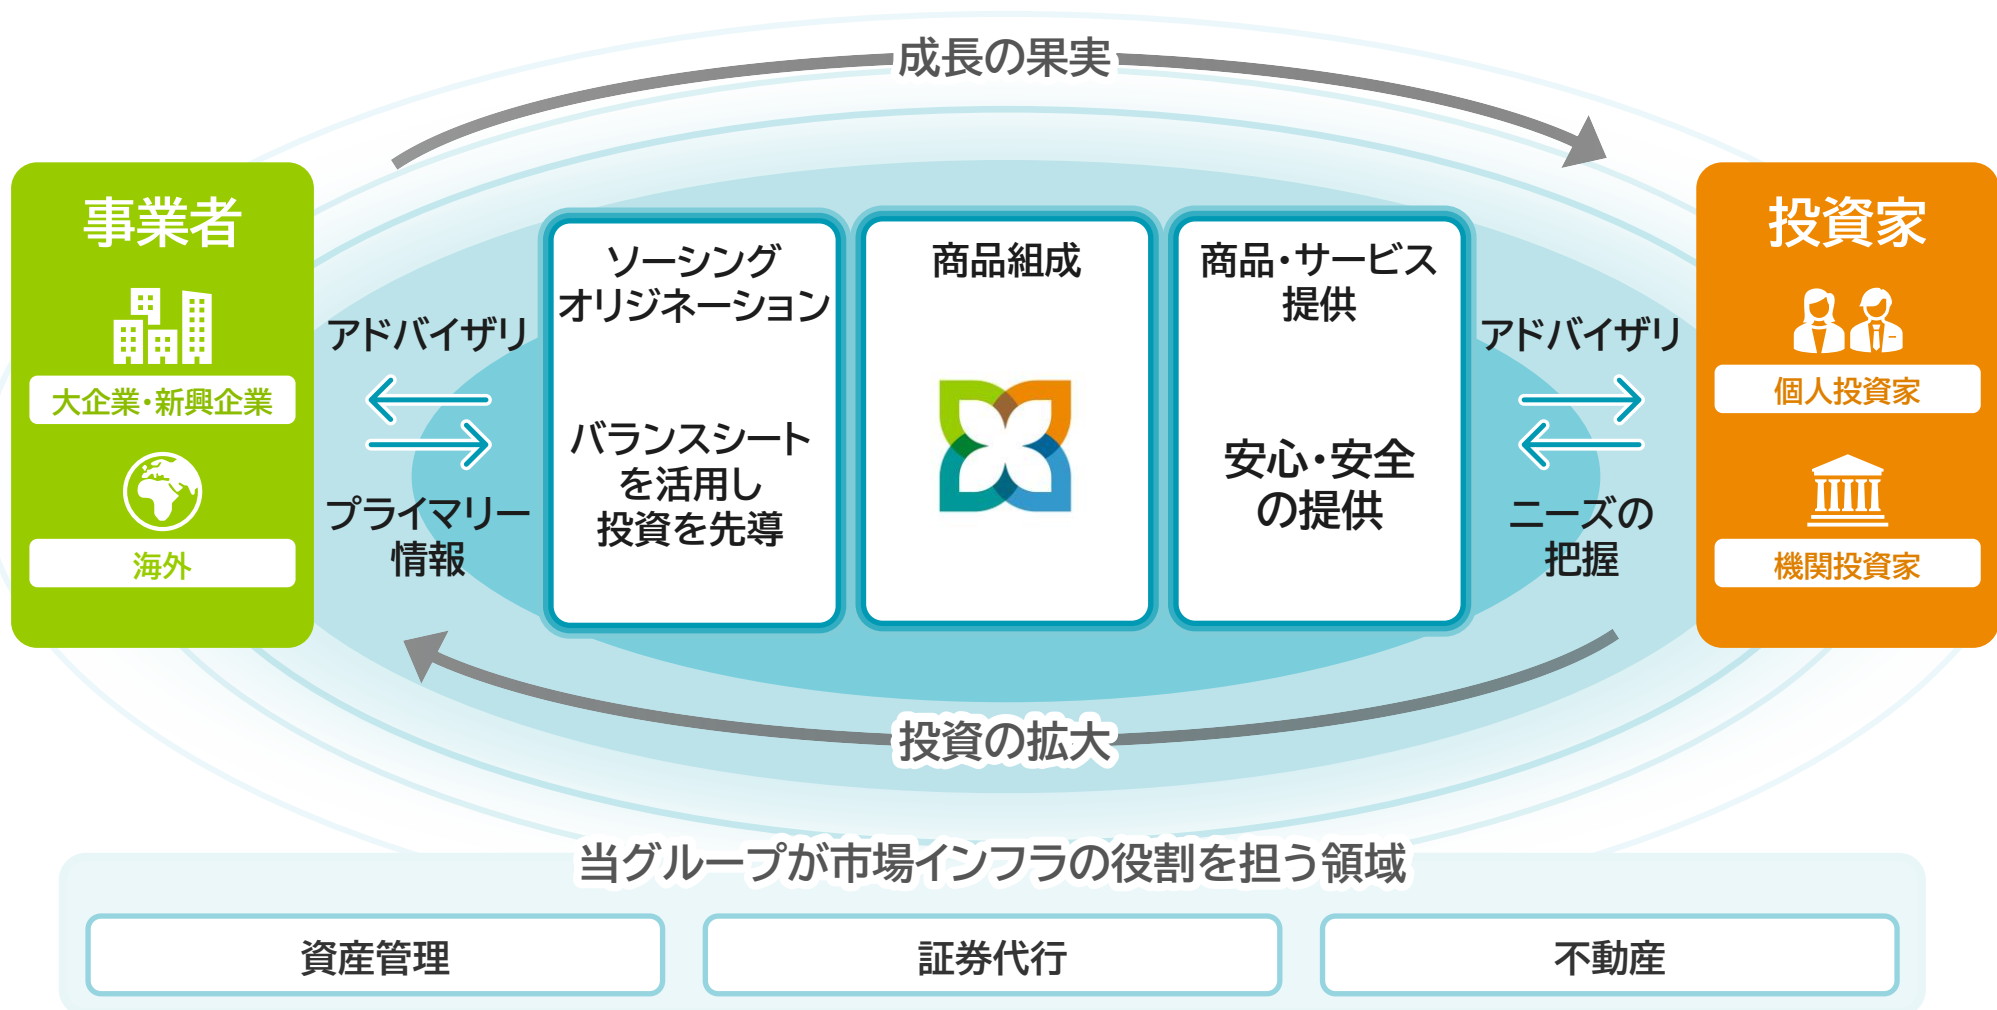 成長の果実
事業者
大企業・新興企業
海外
アドバイザリ
プライマリー
情報
ソーシング
オリジネーション
バランスシート
を活用し
投資を先導
商品組成
商品・サービス
提供
安心・安全
の提供
アドバイザリ
ニーズの
把握
投資家
個人投資家
機関投資家
投資の拡大
当グループが市場インフラの役割を担う領域
資産管理
証券代行
不動産